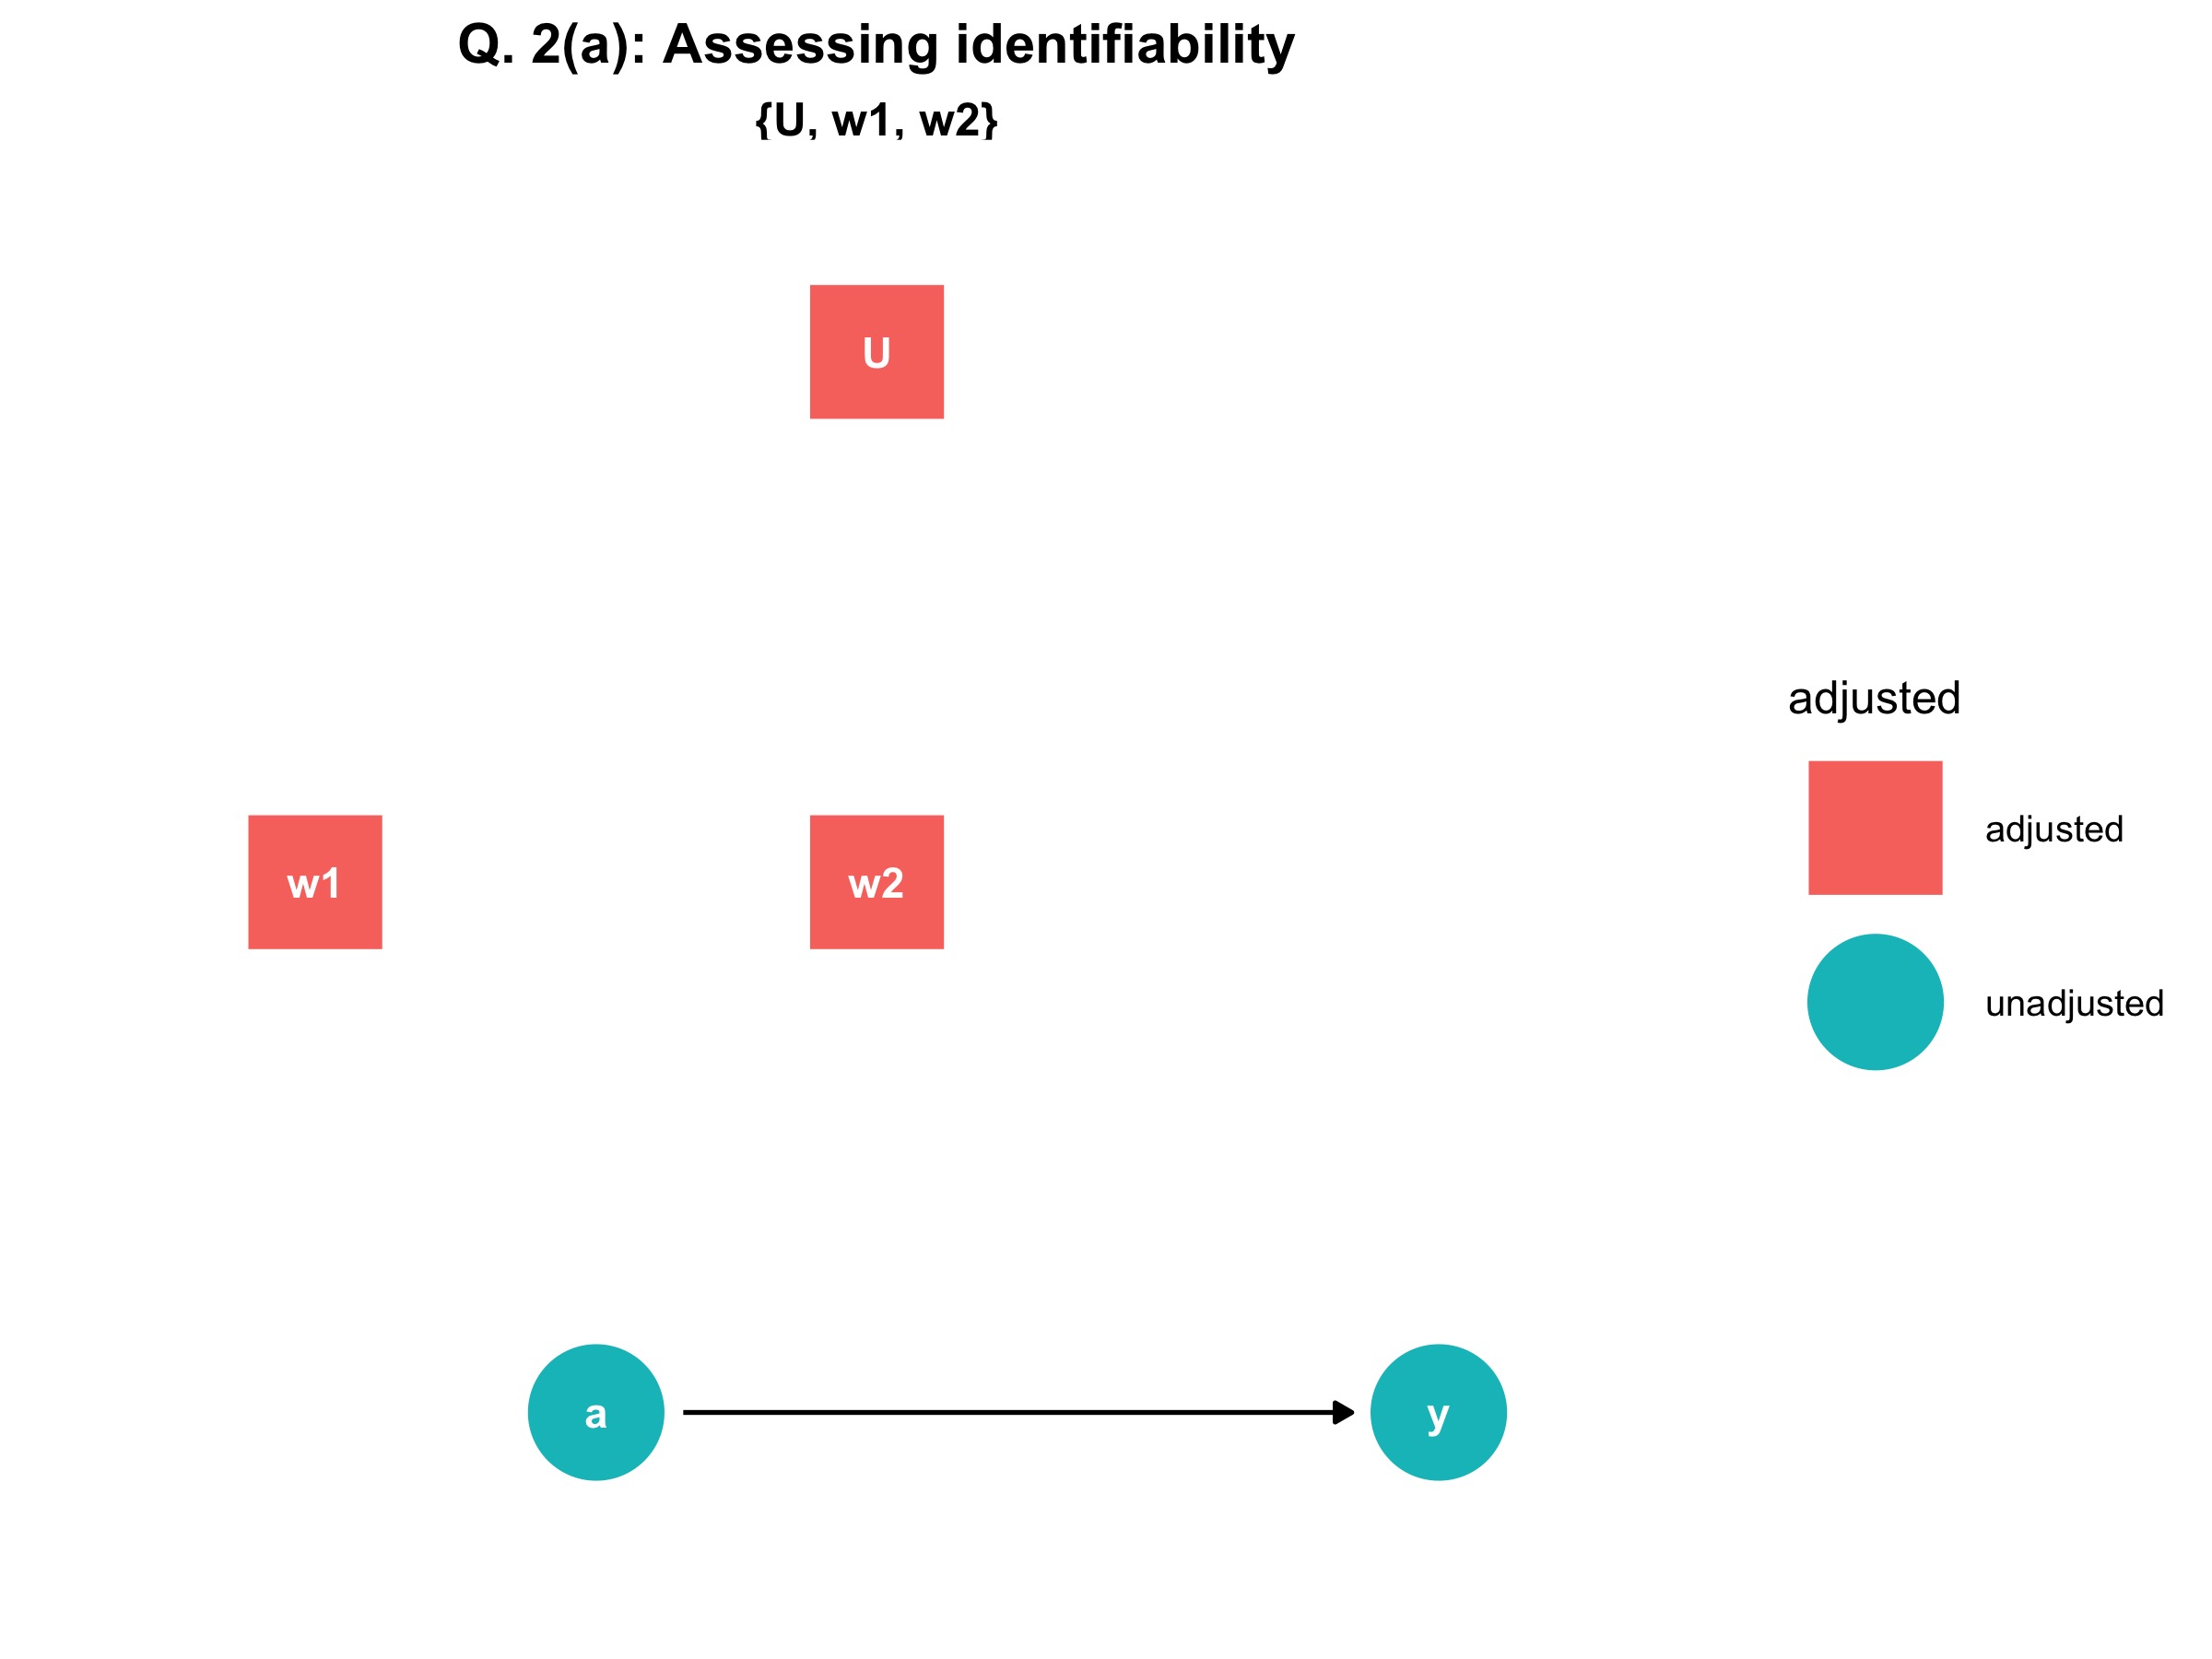 Q. 2(a): Assessing identifiability
{U, w1, w2}
U
adjusted
w1
w2
adjusted
unadjusted
a
y